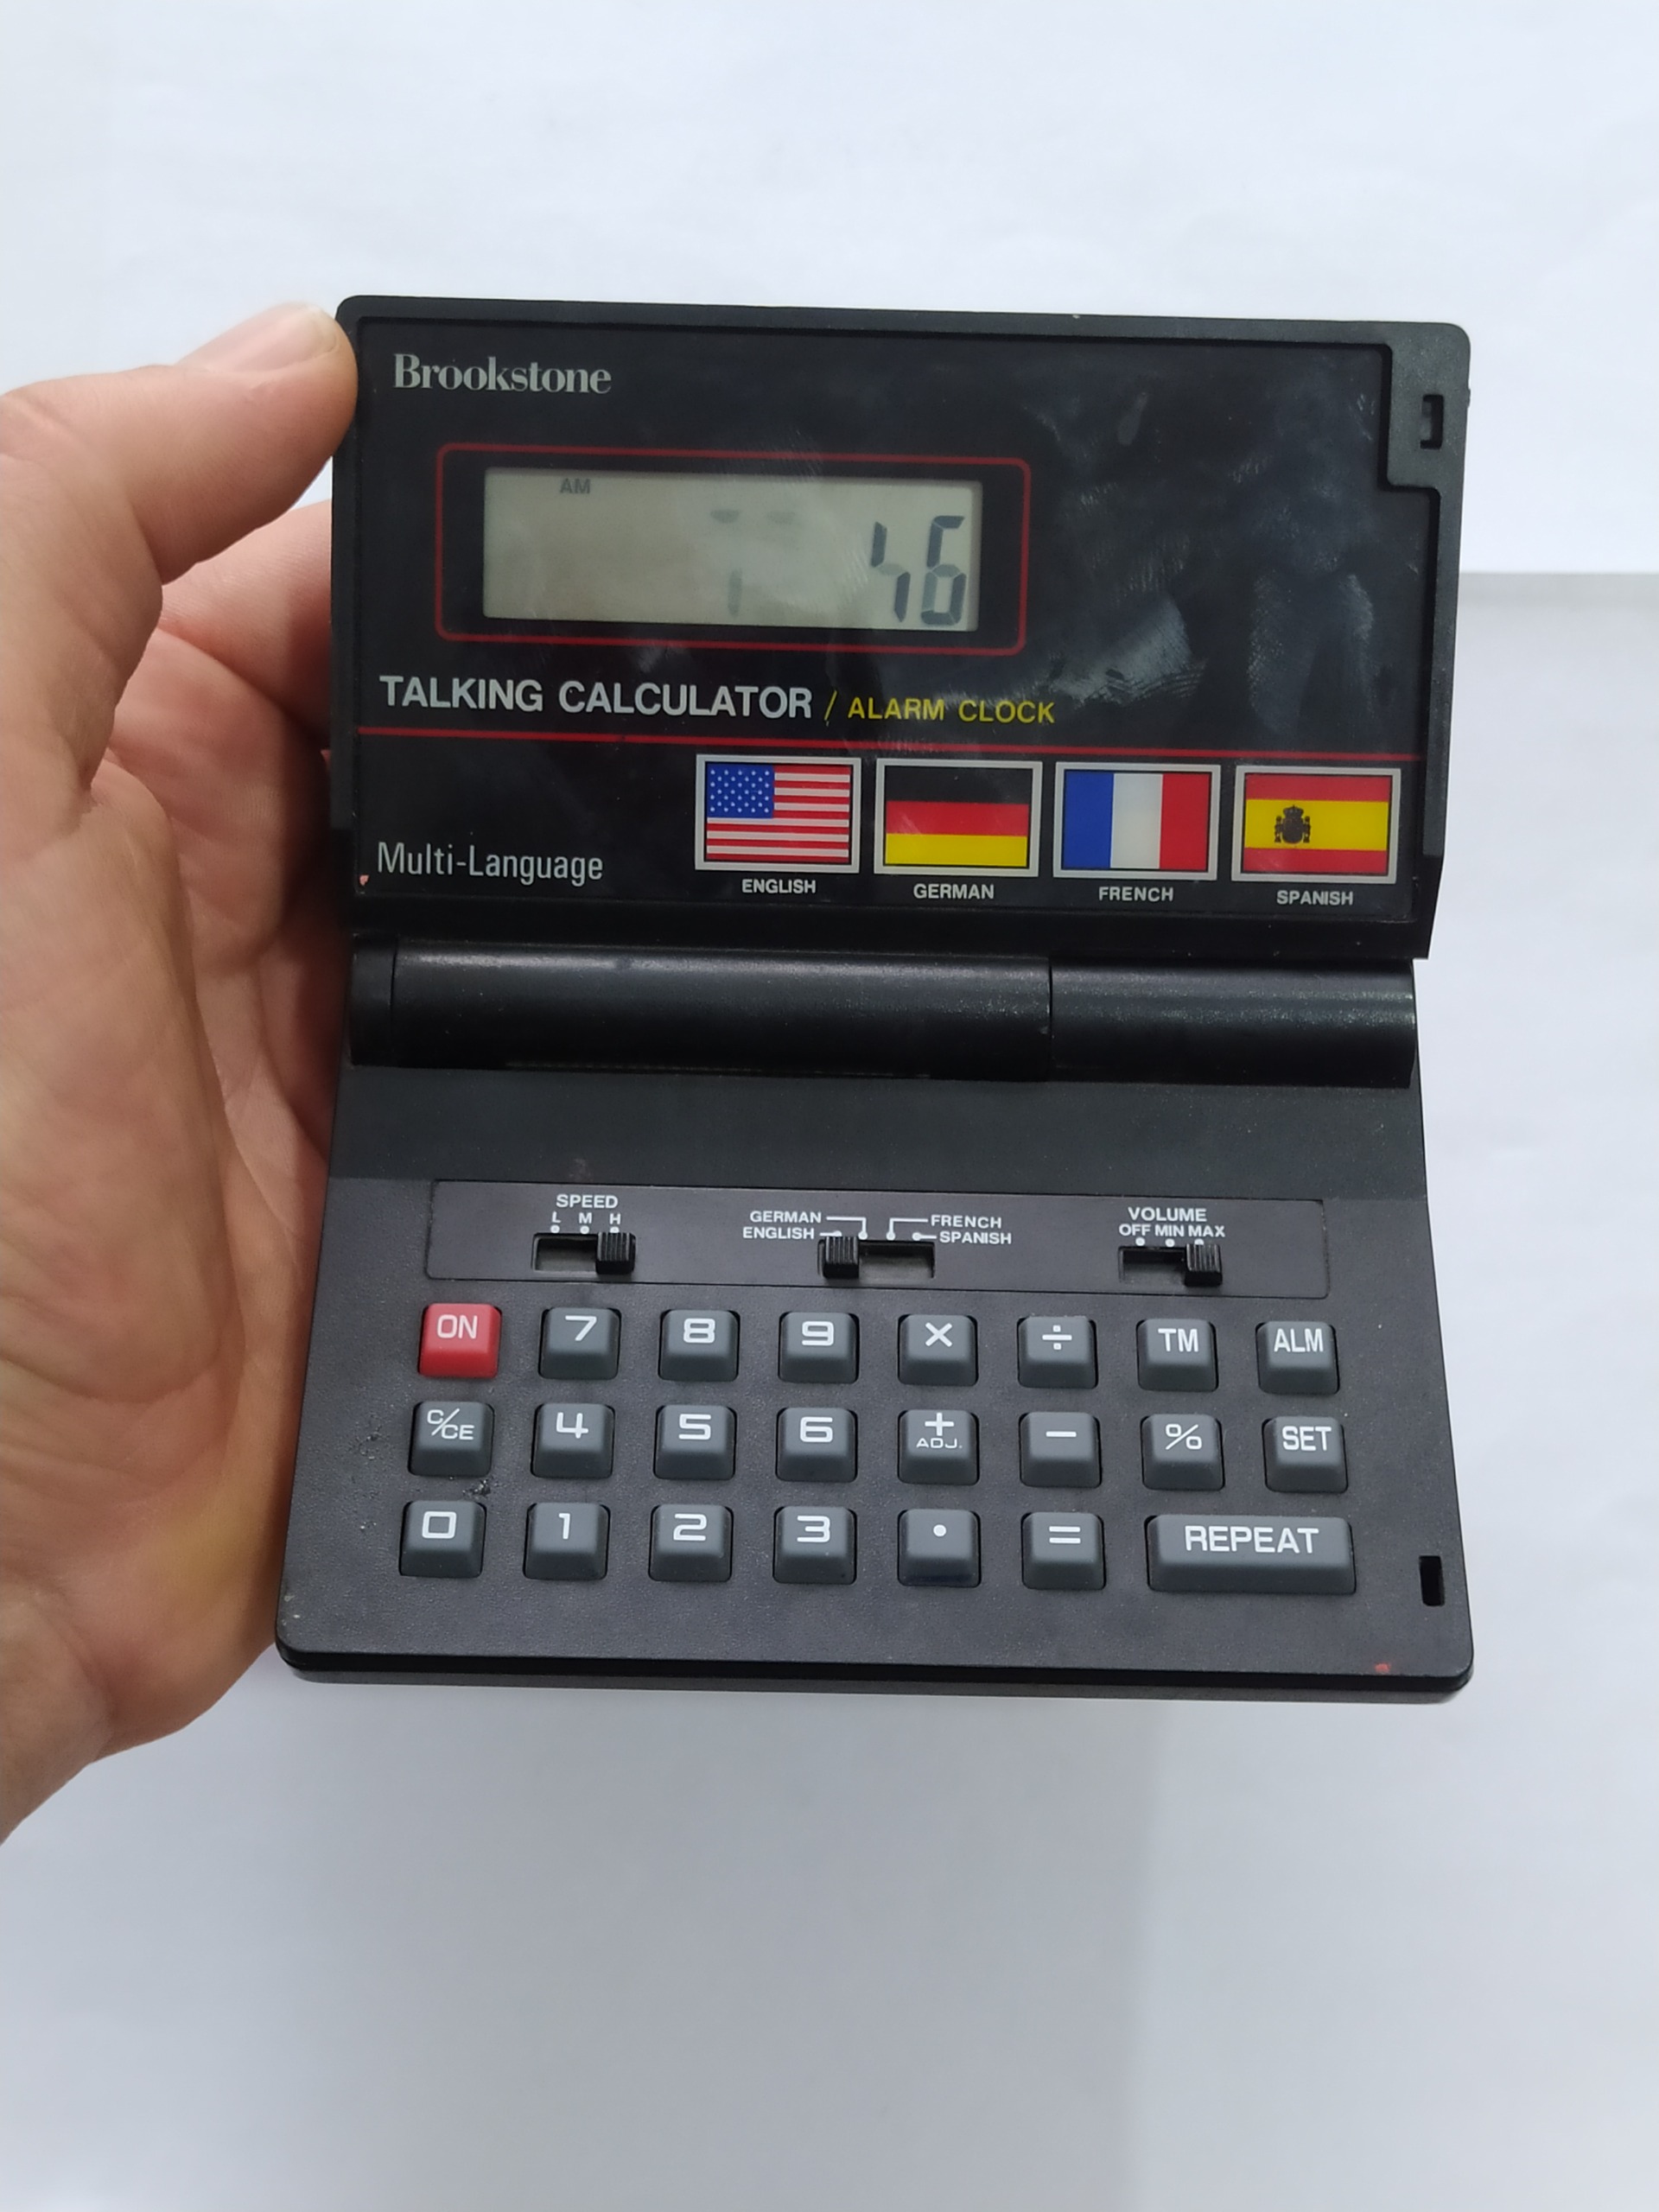 Brookstone
AM
46
TALKING CALCULATOR / ALARM CLOCK
Multi-Language
ENGLISH GERMAN FRENCH SPANISH
SPEED
L M H
GERMAN FRENCH
ENGLISH SPANISH
VOLUME
OFF MIN MAX
ON 7 8 9 × ÷ TM ALM
C/CE 4 5 6 + ADJ. − % SET
0 1 2 3 • = REPEAT